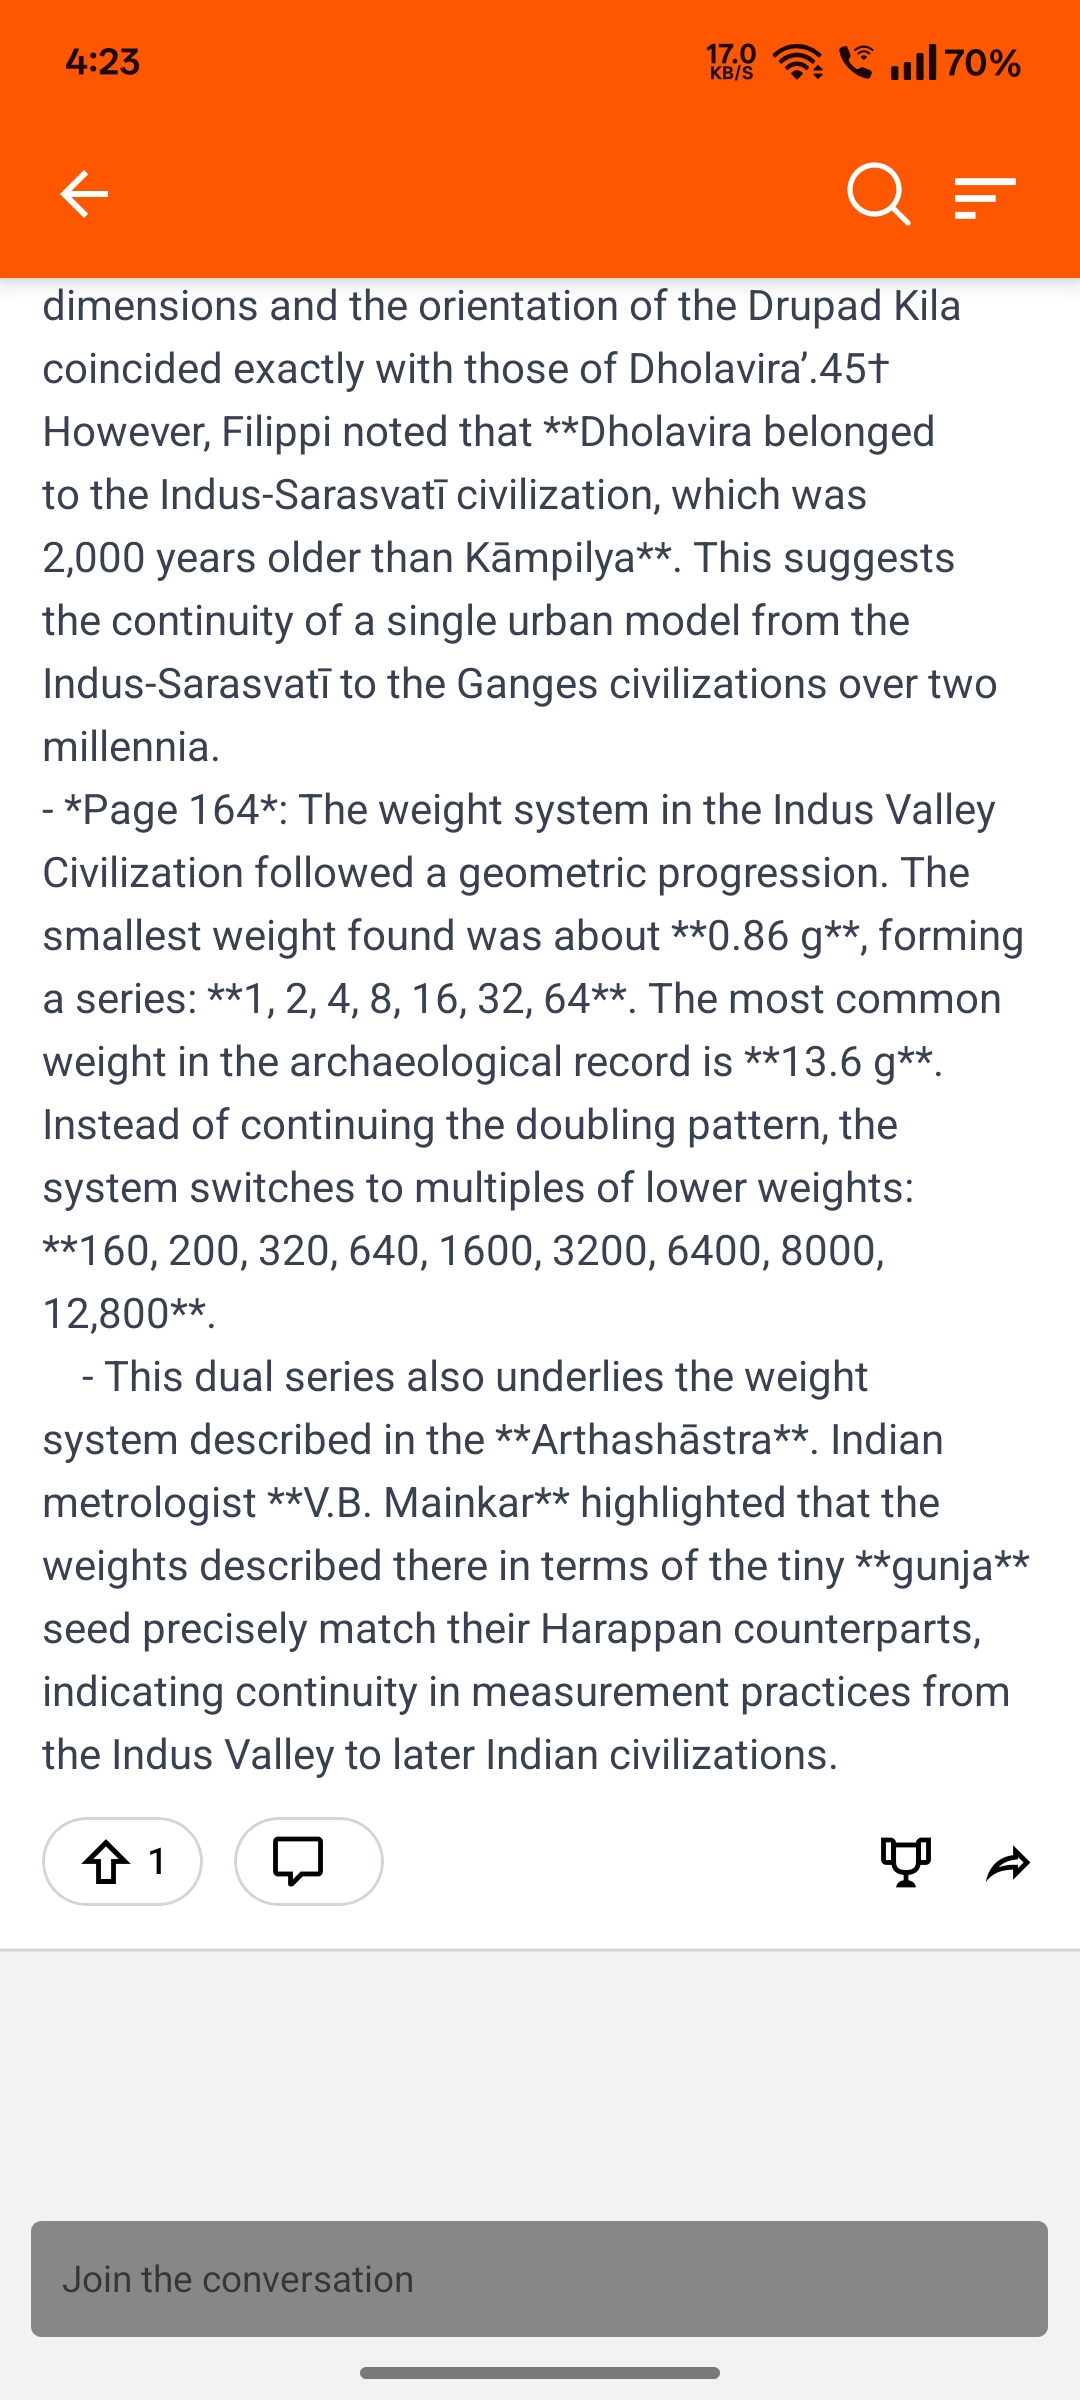 4:23
17.0
KB/S
70%
dimensions and the orientation of the Drupad Kila
coincided exactly with those of Dholavira’.45†
However, Filippi noted that **Dholavira belonged
to the Indus-Sarasvatī civilization, which was
2,000 years older than Kāmpilya**. This suggests
the continuity of a single urban model from the
Indus-Sarasvatī to the Ganges civilizations over two
millennia.
- *Page 164*: The weight system in the Indus Valley
Civilization followed a geometric progression. The
smallest weight found was about **0.86 g**, forming
a series: **1, 2, 4, 8, 16, 32, 64**. The most common
weight in the archaeological record is **13.6 g**.
Instead of continuing the doubling pattern, the
system switches to multiples of lower weights:
**160, 200, 320, 640, 1600, 3200, 6400, 8000,
12,800**.
- This dual series also underlies the weight
system described in the **Arthashāstra**. Indian
metrologist **V.B. Mainkar** highlighted that the
weights described there in terms of the tiny **gunja**
seed precisely match their Harappan counterparts,
indicating continuity in measurement practices from
the Indus Valley to later Indian civilizations.
1
Join the conversation